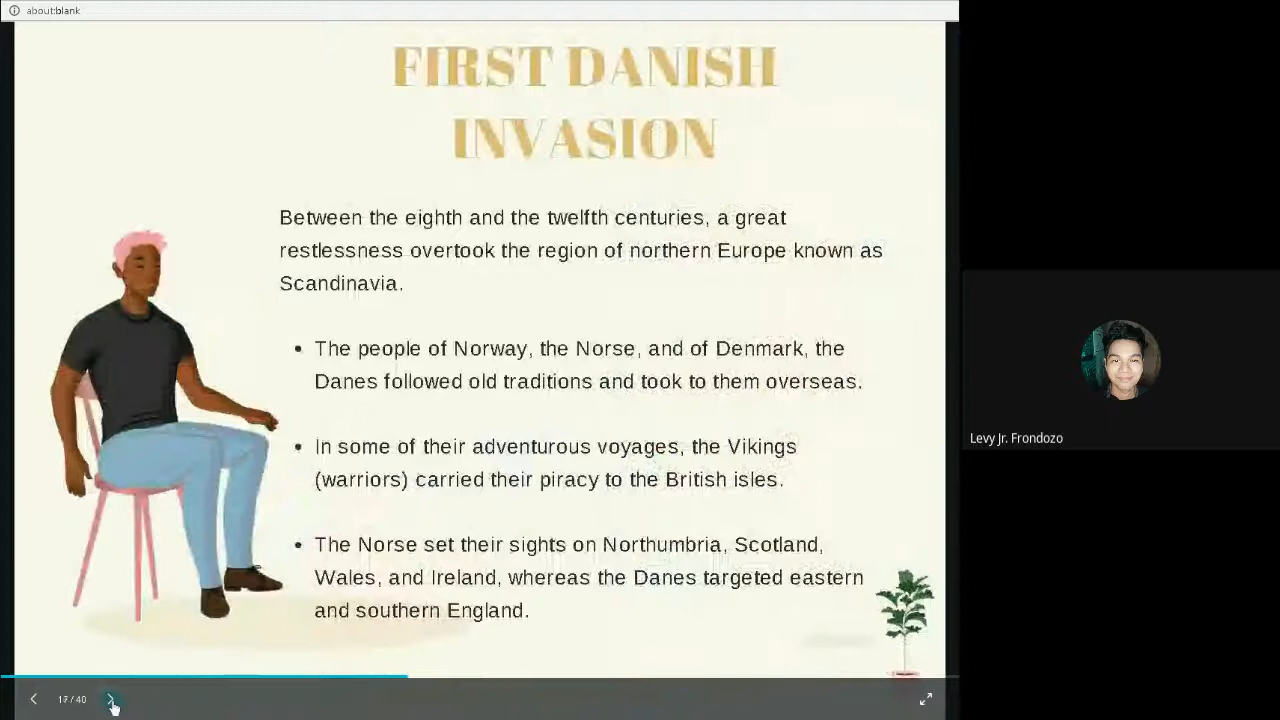 about:blank
FIRST DANISH
INVASION
Between the eighth and the twelfth centuries, a great
restlessness overtook the region of northern Europe known as
Scandinavia.
• The people of Norway, the Norse, and of Denmark, the
Danes followed old traditions and took to them overseas.
• In some of their adventurous voyages, the Vikings
(warriors) carried their piracy to the British isles.
• The Norse set their sights on Northumbria, Scotland,
Wales, and Ireland, whereas the Danes targeted eastern
and southern England.
Levy Jr. Frondozo
17 / 40